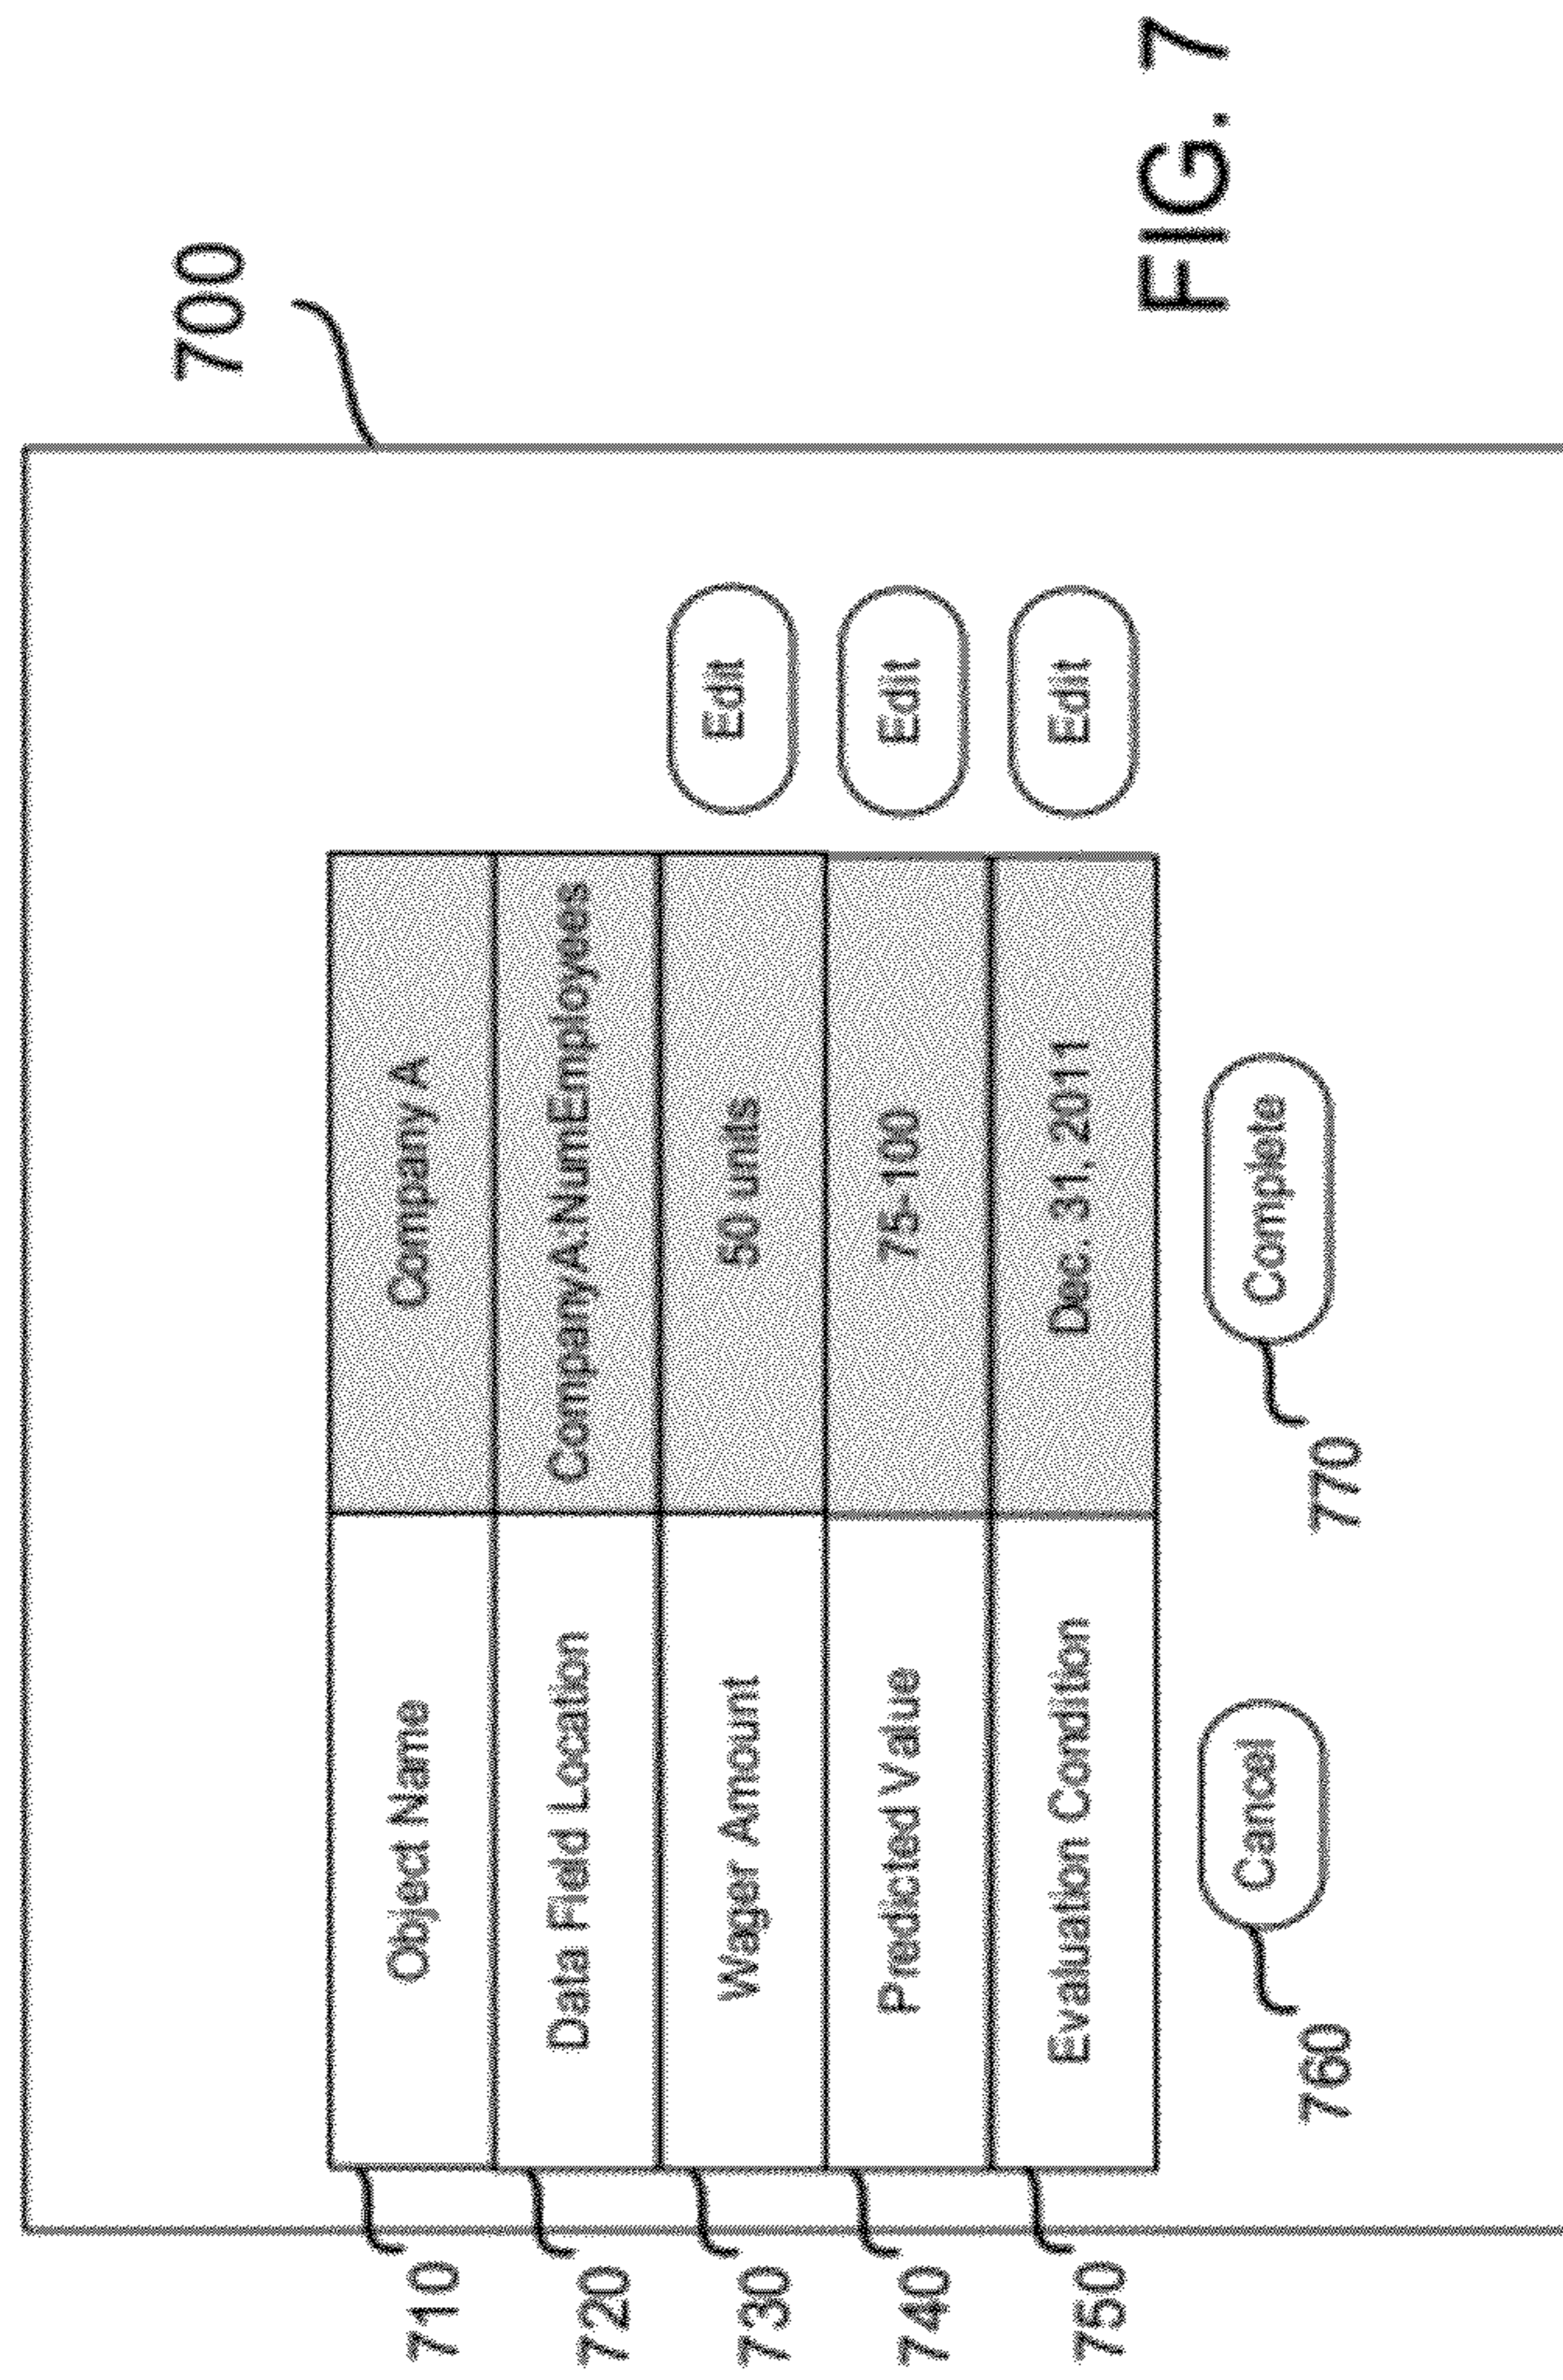 700
710 Object Name Company A
720 Data Field Location CompanyA.NumEmployees
730 Wager Amount 50 units Edit
740 Predicted Value 75-100 Edit
750 Evaluation Condition Dec. 31, 2011 Edit
Cancel Complete
760 770
FIG. 7